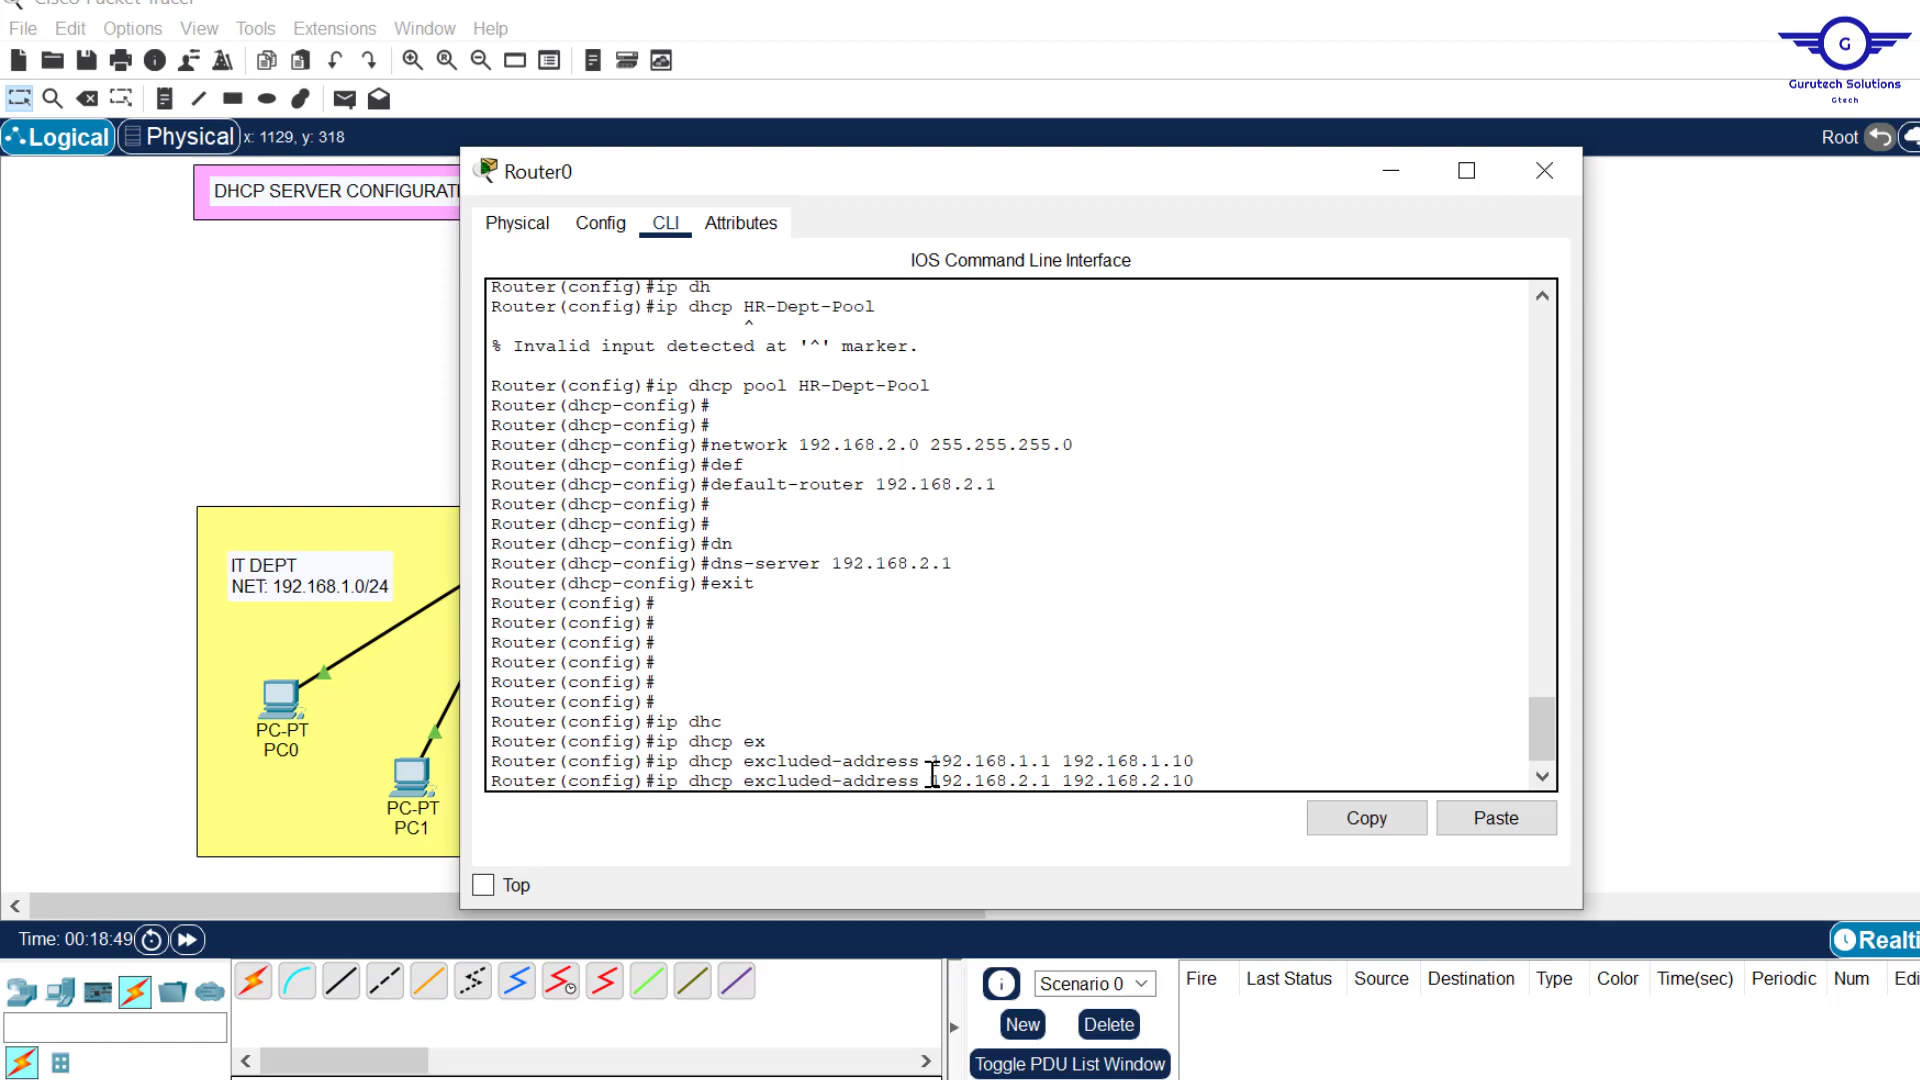 Cisco Packet Tracer
File Edit Options View Tools Extensions Window Help
G
Gurutech Solutions
Gtech
Logical Physical x: 1129, y: 318 Root
DHCP SERVER CONFIGURATI
Router0
Physical Config CLI Attributes
IOS Command Line Interface
Router(config)#ip dh
Router(config)#ip dhcp HR-Dept-Pool
^
% Invalid input detected at '^' marker.
Router(config)#ip dhcp pool HR-Dept-Pool
Router(dhcp-config)#
Router(dhcp-config)#
Router(dhcp-config)#network 192.168.2.0 255.255.255.0
Router(dhcp-config)#def
Router(dhcp-config)#default-router 192.168.2.1
Router(dhcp-config)#
Router(dhcp-config)#
Router(dhcp-config)#dn
Router(dhcp-config)#dns-server 192.168.2.1
Router(dhcp-config)#exit
Router(config)#
Router(config)#
Router(config)#
Router(config)#
Router(config)#
Router(config)#
Router(config)#ip dhc
Router(config)#ip dhcp ex
Router(config)#ip dhcp excluded-address 192.168.1.1 192.168.1.10
Router(config)#ip dhcp excluded-address 192.168.2.1 192.168.2.10
Copy Paste
Top
IT DEPT
NET: 192.168.1.0/24
PC-PT
PC0
PC-PT
PC1
Time: 00:18:49 Realti
Scenario 0
New Delete
Toggle PDU List Window
Fire Last Status Source Destination Type Color Time(sec) Periodic Num Edi